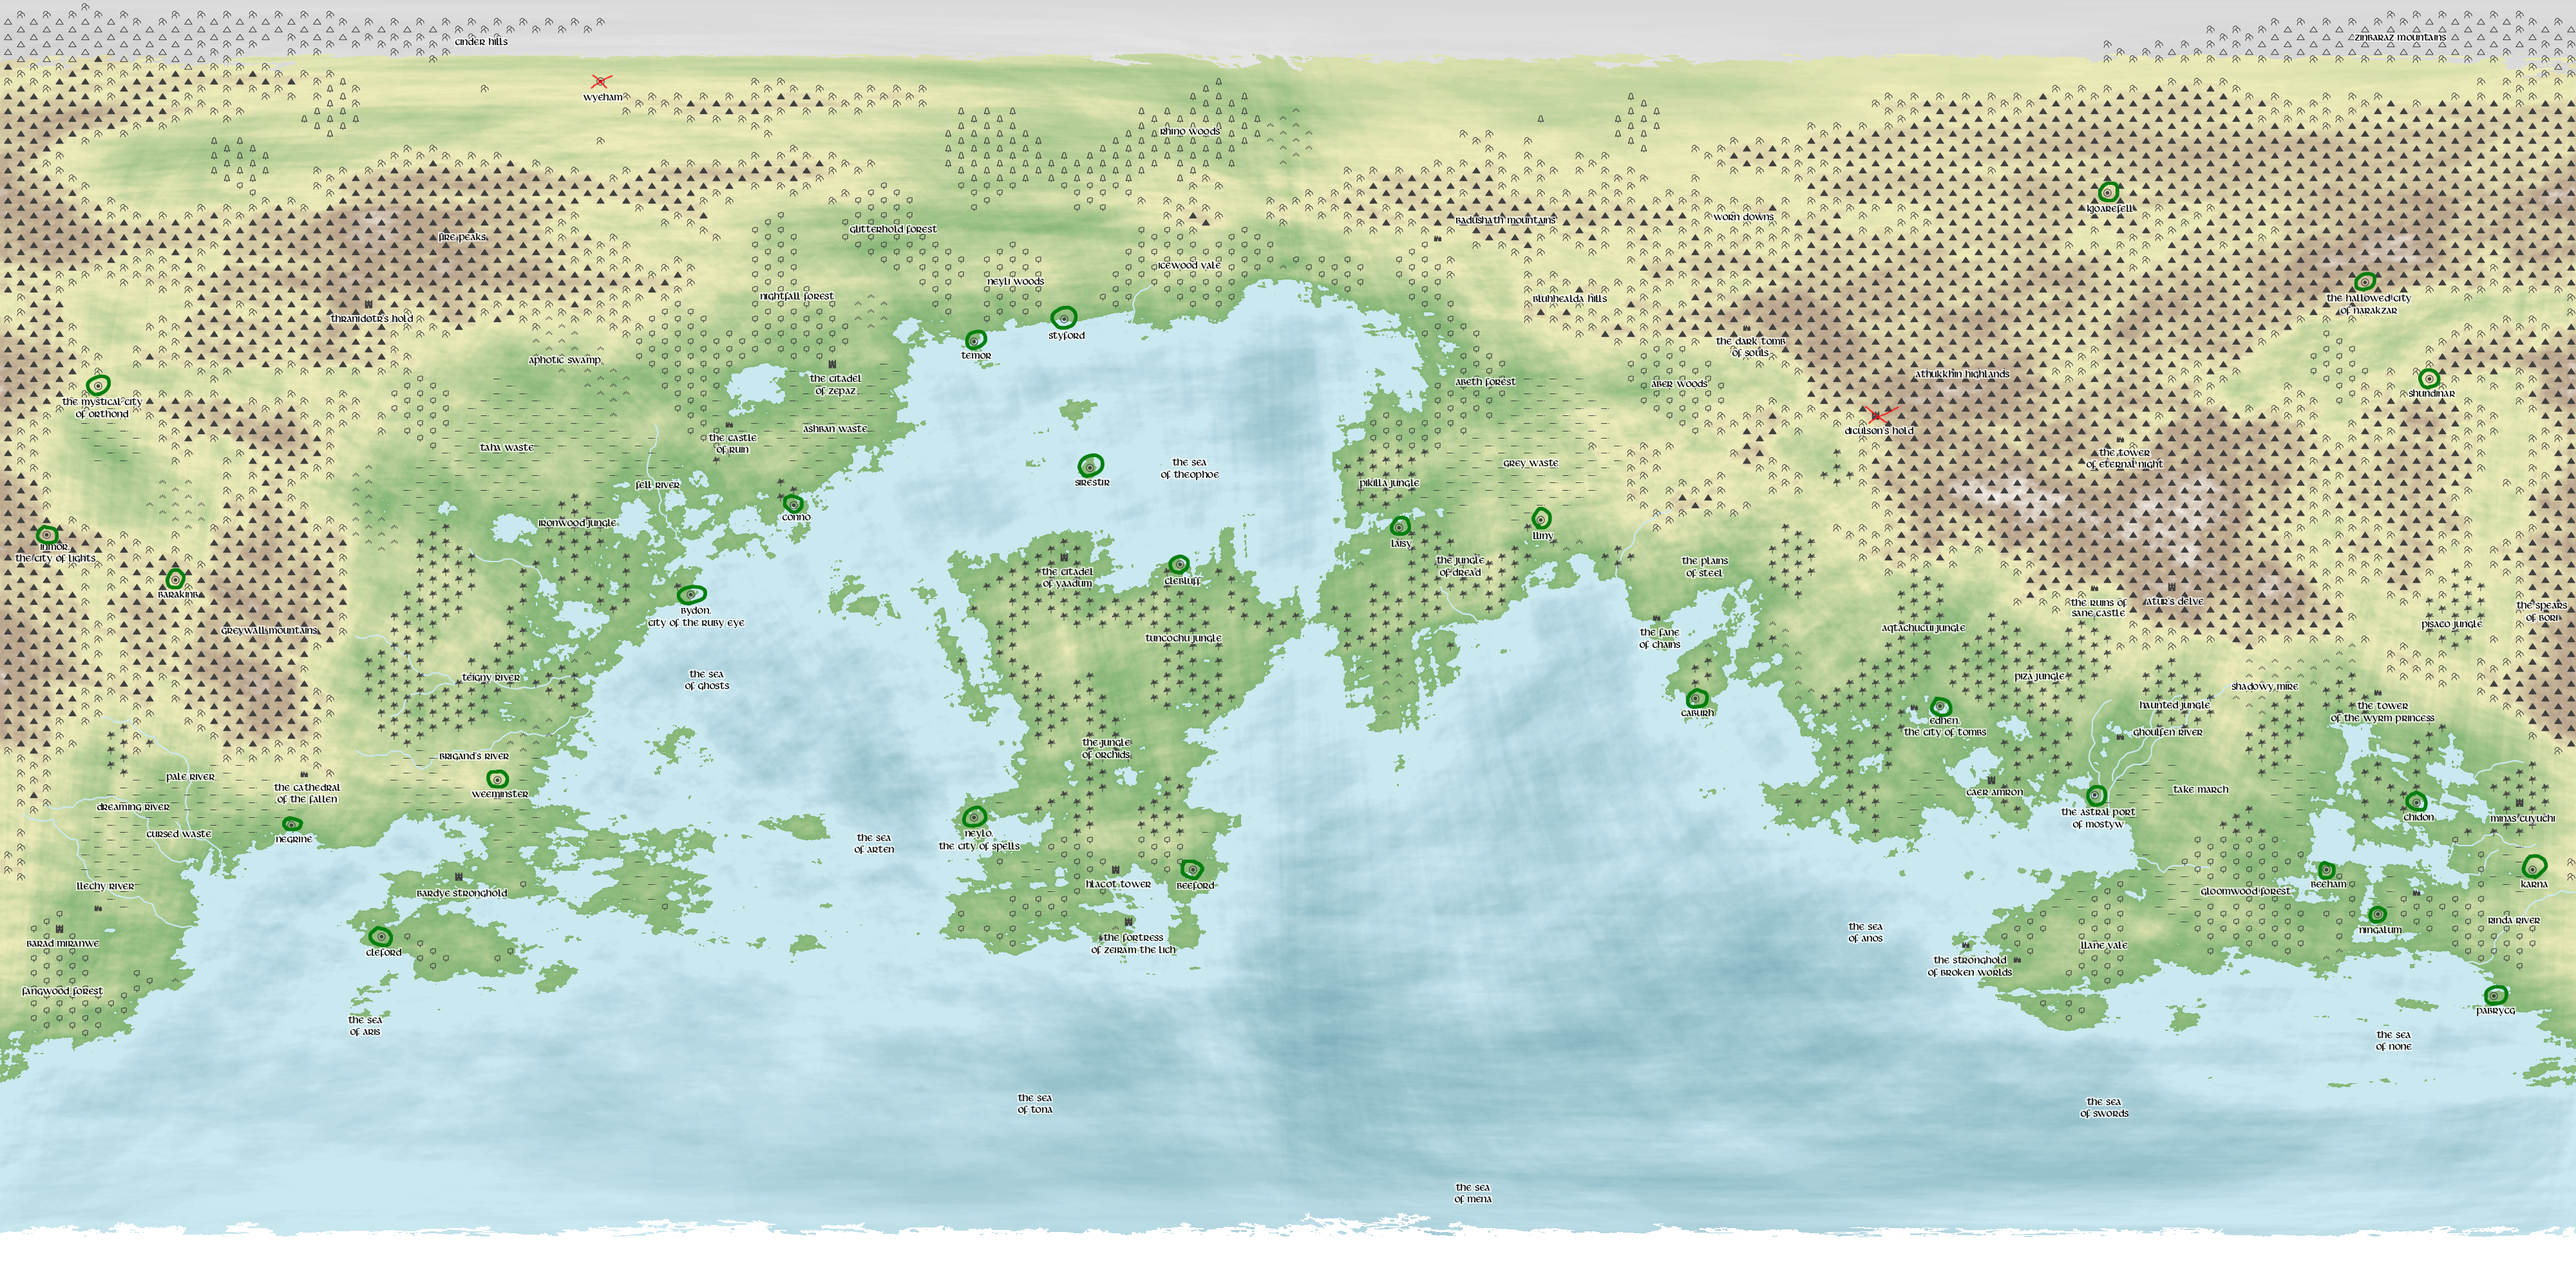 cinder hills
zinbaraz mountains
wyeham
rhino woods
kjoarefell
badushath mountains
worn downs
glitterhold forest
fire peaks
icewood vale
neyli woods
nightfall forest
bluhhealda hills
the hallowed city
of narakzar
thranidotr's hold
styford
the dark tomb
of souls
temor
aphotic swamp
the citadel
of zepaz
abeth forest
aber woods
athukkhin highlands
shundinar
the mystical city
of orthond
ashban waste
diculson's hold
the castle
of ruin
taha waste
the tower
of eternal night
grey waste
the sea
of theophoe
sirestir
pikilla jungle
fell river
conno
ironwood jungle
lliny
laisy
inmor,
the city of lights
the jungle
of dread
the plains
of steel
the citadel
of yaadum
clebluff
barakinb
bydon,
city of the ruby eye
the ruins of
sane castle
atur's delve
the spears
of bori
pisaco jungle
greywall mountains
aqtachucui jungle
the fane
of chains
tuncochu jungle
teigny river
the sea
of ghosts
piza jungle
shadowy mire
haunted jungle
the tower
of the wyrm princess
caburh
edhen,
the city of tombs
ghoulfen river
the jungle
of orchids
brigand's river
pale river
the cathedral
of the fallen
weeminster
caer amron
take march
dreaming river
cursed waste
negrine
the astral port
of mostyw
chidon
minas cuyuchi
neylo,
the city of spells
the sea
of arten
llechy river
bardye stronghold
hlacot tower
beeford
gloomwood forest
beeham
karna
rinda river
ningalum
the sea
of anos
barad miranwe
cleford
the fortress
of zeiram the lich
llane vale
the stronghold
of broken worlds
fangwood forest
pabrycg
the sea
of aris
the sea
of none
the sea
of tona
the sea
of swords
the sea
of mena